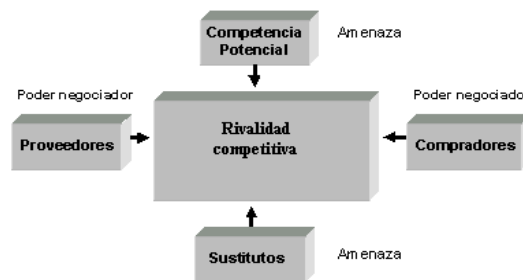 Competencia
Potencial
Amenaza
Poder negociador
Poder negociado
Proveedores
Rivalidad
competitiva
Compradores
Sustitutos
Amenaza